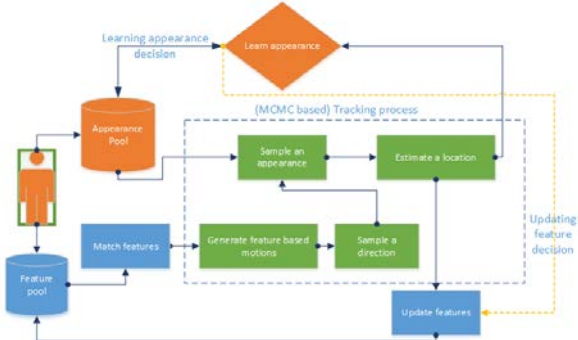 Learning appearance
decision
Learn appearance
(MCMC based) Tracking process
Appearance
Pool
Sample an
appearance
Estimate a location
Match features
Generate feature based
motions
Sample a
direction
Updating
feature
decision
Feature
pool
Update features